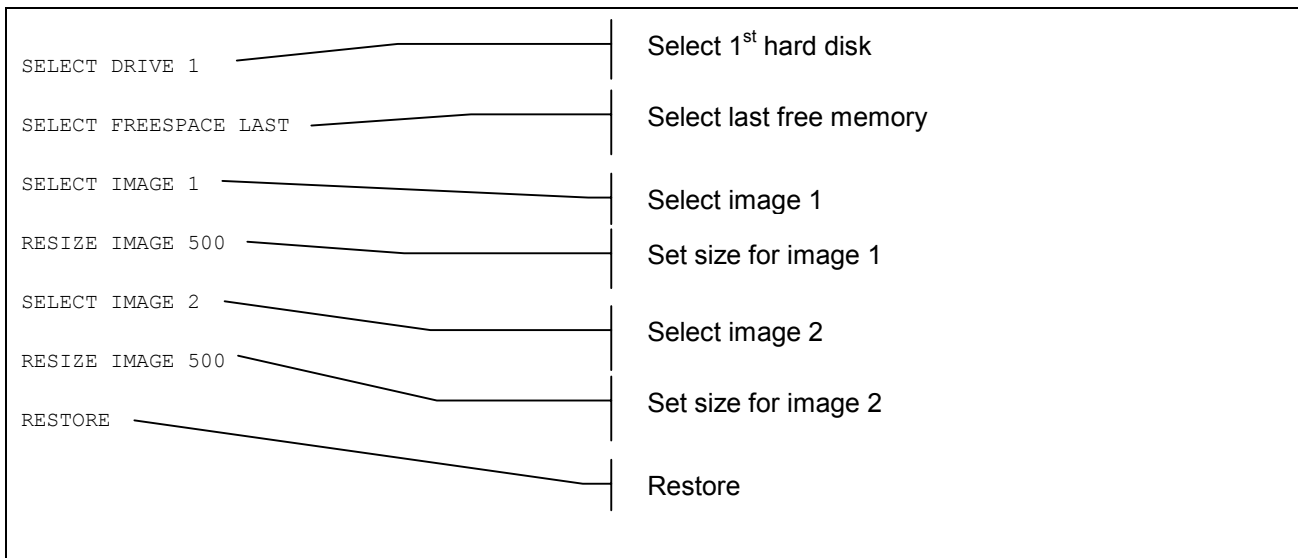 SELECT DRIVE 1
Select 1st hard disk
SELECT FREESPACE LAST
Select last free memory
SELECT IMAGE 1
Select image 1
RESIZE IMAGE 500
Set size for image 1
SELECT IMAGE 2
Select image 2
RESIZE IMAGE 500
Set size for image 2
RESTORE
Restore